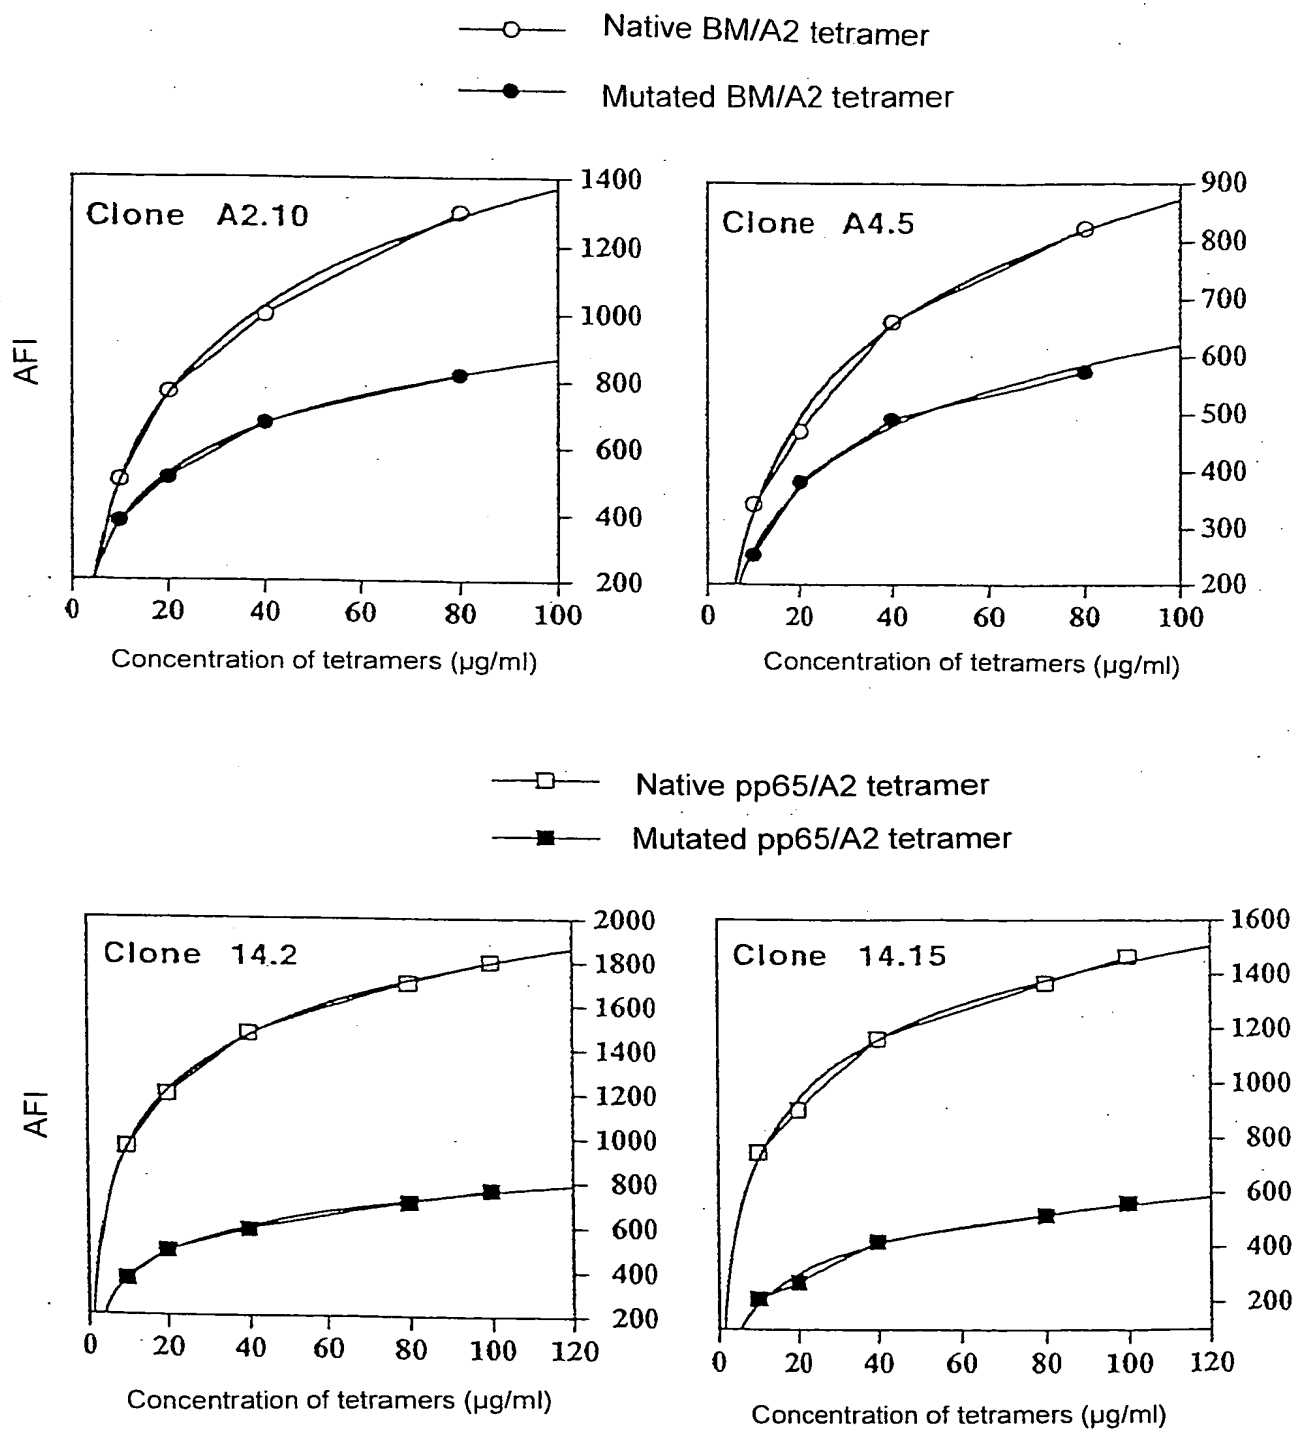 Native BM/A2 tetramer
Mutated BM/A2 tetramer
Clone A2.10
AFI
1400
1200
1000
800
600
400
200
0 20 40 60 80 100
Concentration of tetramers (µg/ml)
Clone A4.5
900
800
700
600
500
400
300
200
0 20 40 60 80 100
Concentration of tetramers (µg/ml)
Native pp65/A2 tetramer
Mutated pp65/A2 tetramer
Clone 14.2
AFI
2000
1800
1600
1400
1200
1000
800
600
400
200
0 20 40 60 80 100 120
Concentration of tetramers (µg/ml)
Clone 14.15
1600
1400
1200
1000
800
600
400
200
0 20 40 60 80 100 120
Concentration of tetramers (µg/ml)